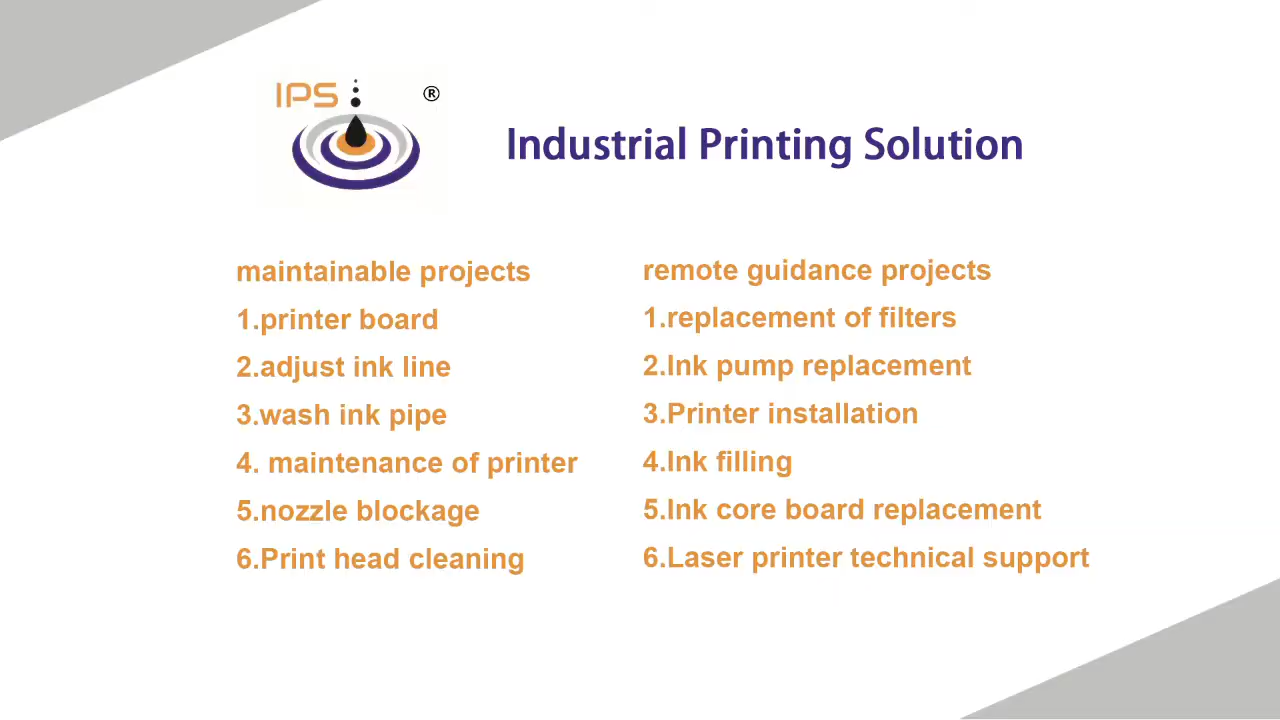 IPS ®
Industrial Printing Solution
maintainable projects
1.printer board
2.adjust ink line
3.wash ink pipe
4. maintenance of printer
5.nozzle blockage
6.Print head cleaning
remote guidance projects
1.replacement of filters
2.Ink pump replacement
3.Printer installation
4.Ink filling
5.Ink core board replacement
6.Laser printer technical support